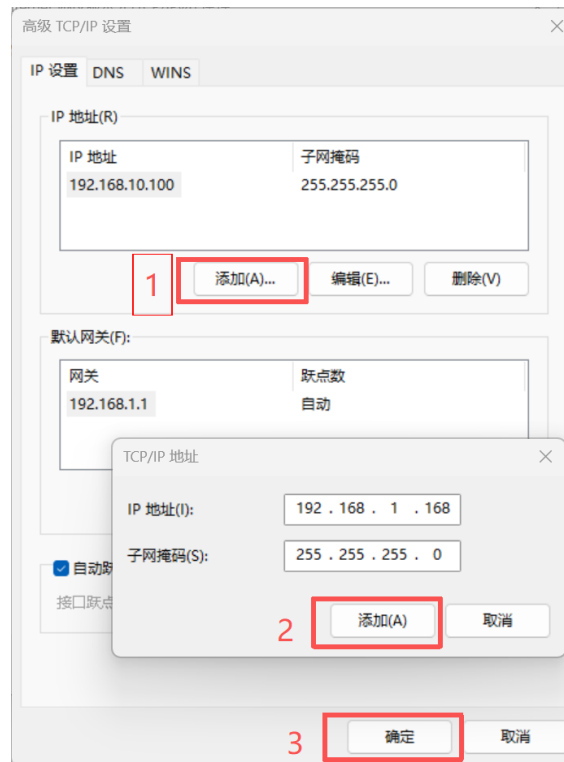 高级 TCP/IP 设置
IP 设置 DNS WINS
IP 地址(R)
IP 地址 子网掩码
192.168.10.100 255.255.255.0
1 添加(A)... 编辑(E)... 删除(V)
默认网关(F):
网关 跃点数
192.168.1.1 自动
TCP/IP 地址
IP 地址(I): 192 . 168 . 1 . 168
子网掩码(S): 255 . 255 . 255 . 0
自动跃
接口跃点
2 添加(A) 取消
3 确定 取消